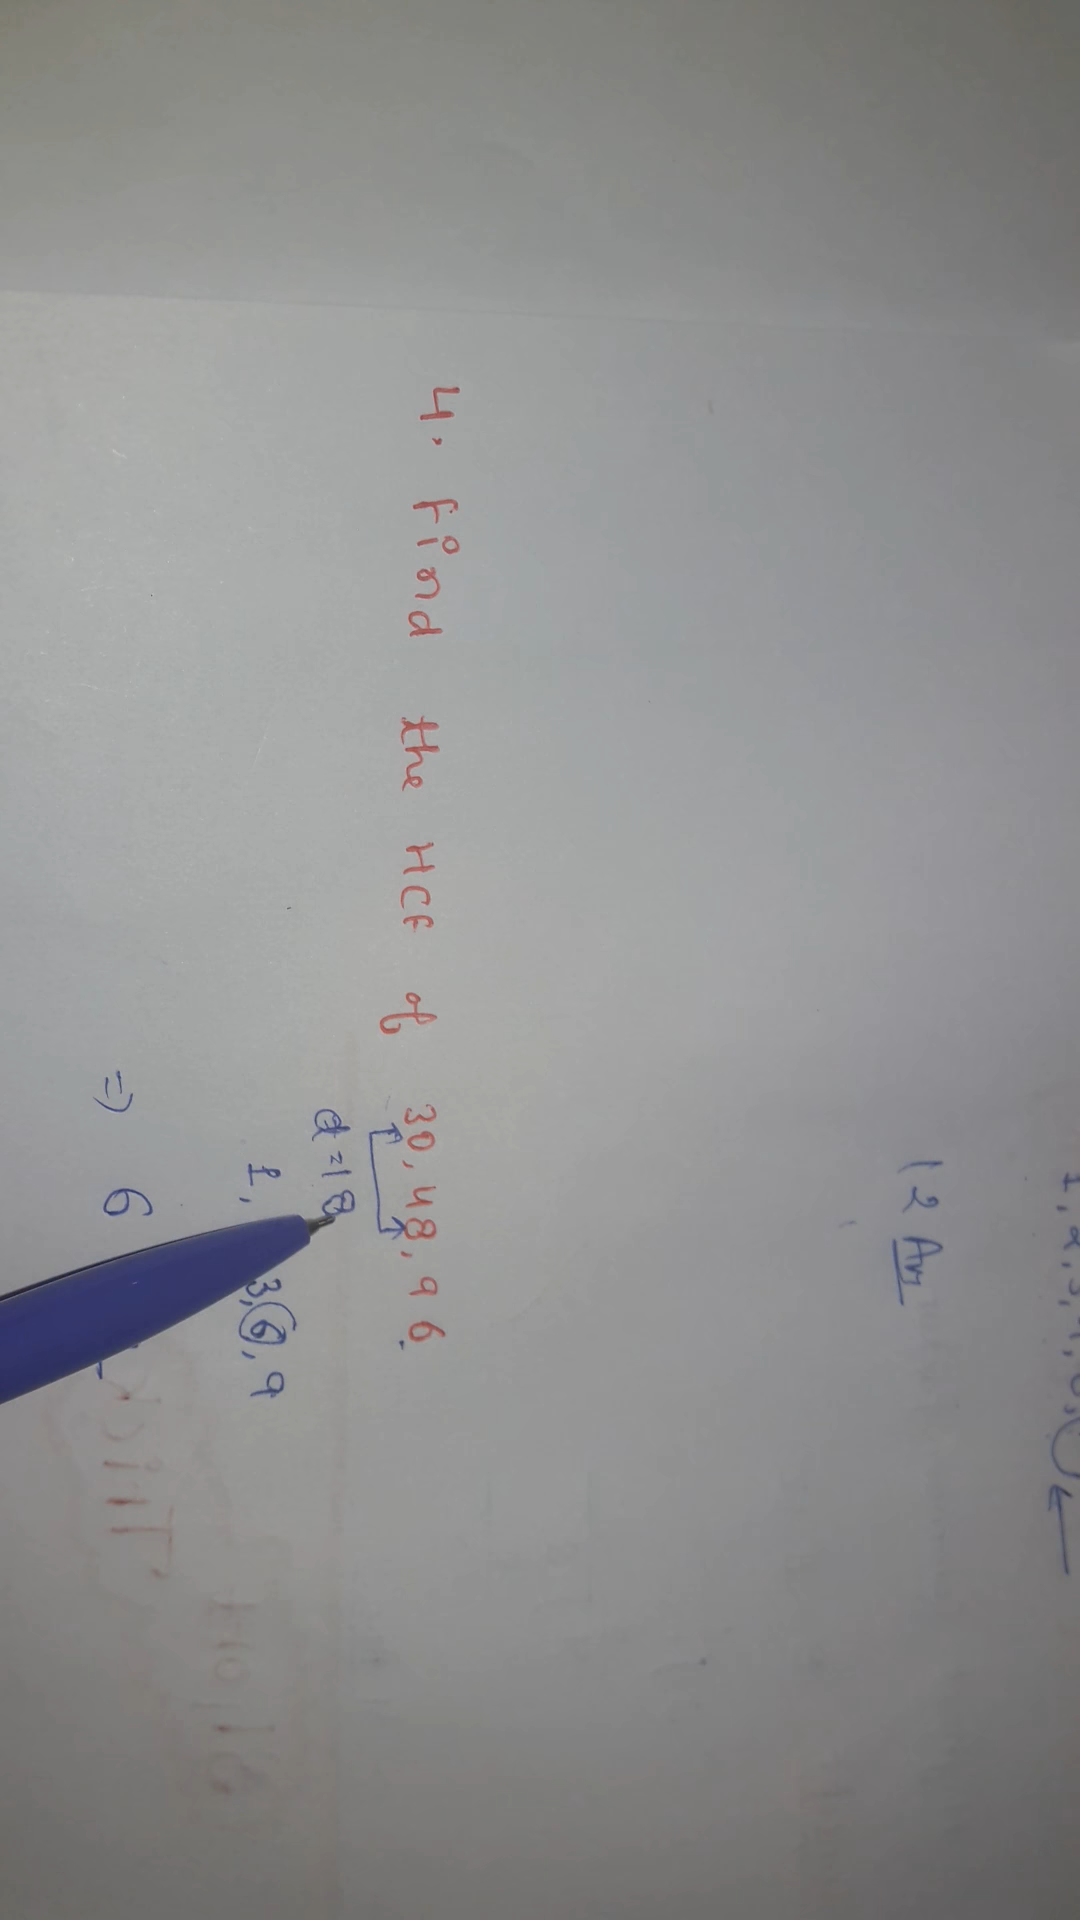 12 Ans
4. Find the HCF of 30, 48, 96
d = 18
1, 3, 6, 9
=> 6